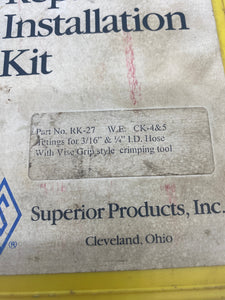 Installation
Kit
Part No. RK-27 W.E: CK-4&5
Fittings for 3/16" & ¼" I.D. Hose
With Vise Grip style crimping tool
Superior Products, Inc.
Cleveland, Ohio